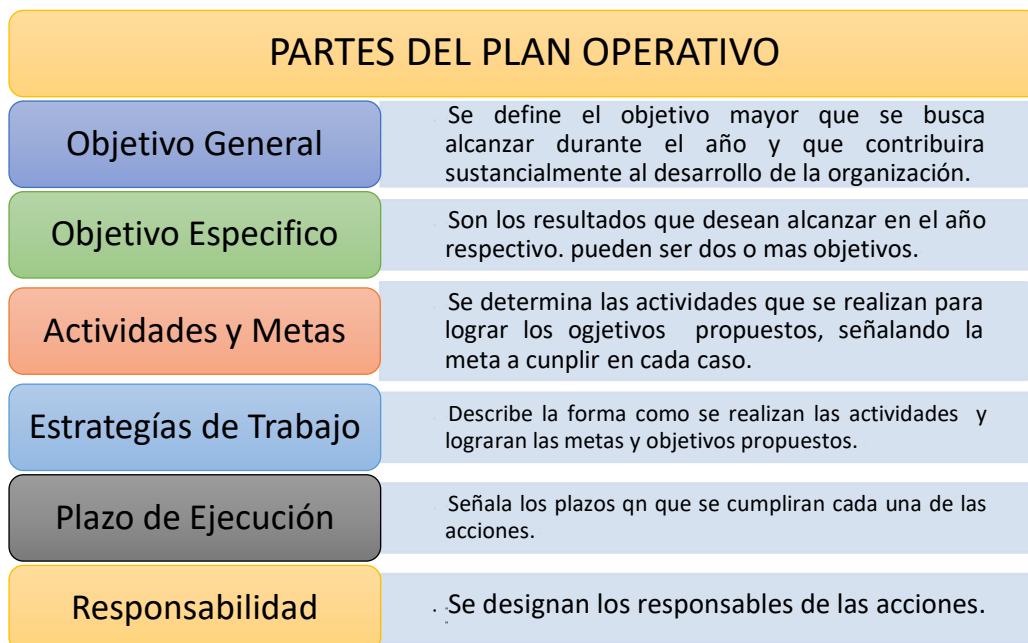 PARTES DEL PLAN OPERATIVO
Objetivo General
Se define el objetivo mayor que se busca
alcanzar durante el año y que contribuira
sustancialmente al desarrollo de la organización.
Objetivo Especifico
Son los resultados que desean alcanzar en el año
respectivo. pueden ser dos o mas objetivos.
Actividades y Metas
Se determina las actividades que se realizan para
lograr los ogjetivos propuestos, señalando la
meta a cunplir en cada caso.
Estrategías de Trabajo
Describe la forma como se realizan las actividades y
lograran las metas y objetivos propuestos.
Plazo de Ejecución
Señala los plazos qn que se cumpliran cada una de las
acciones.
Responsabilidad
Se designan los responsables de las acciones.